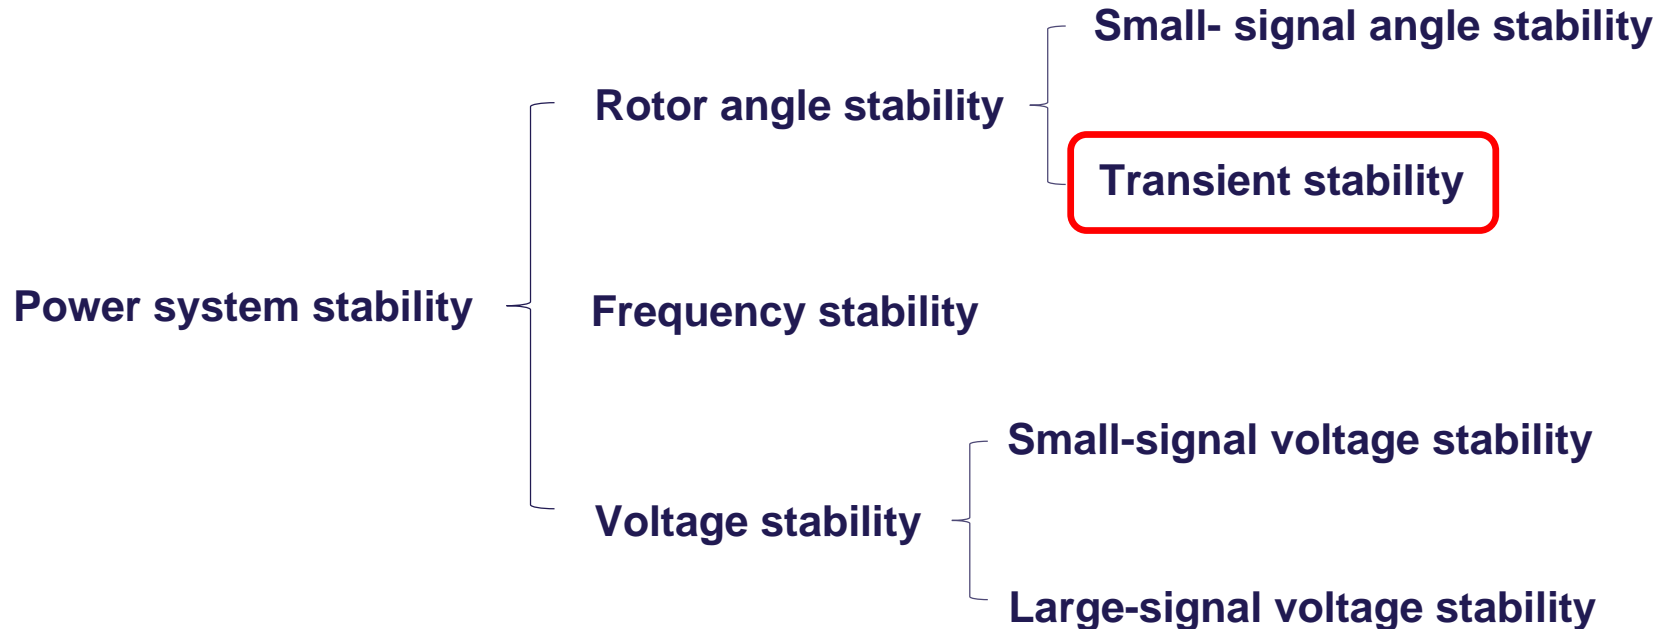 Small- signal angle stability
Rotor angle stability
Transient stability
Power system stability
Frequency stability
Small-signal voltage stability
Voltage stability
Large-signal voltage stability